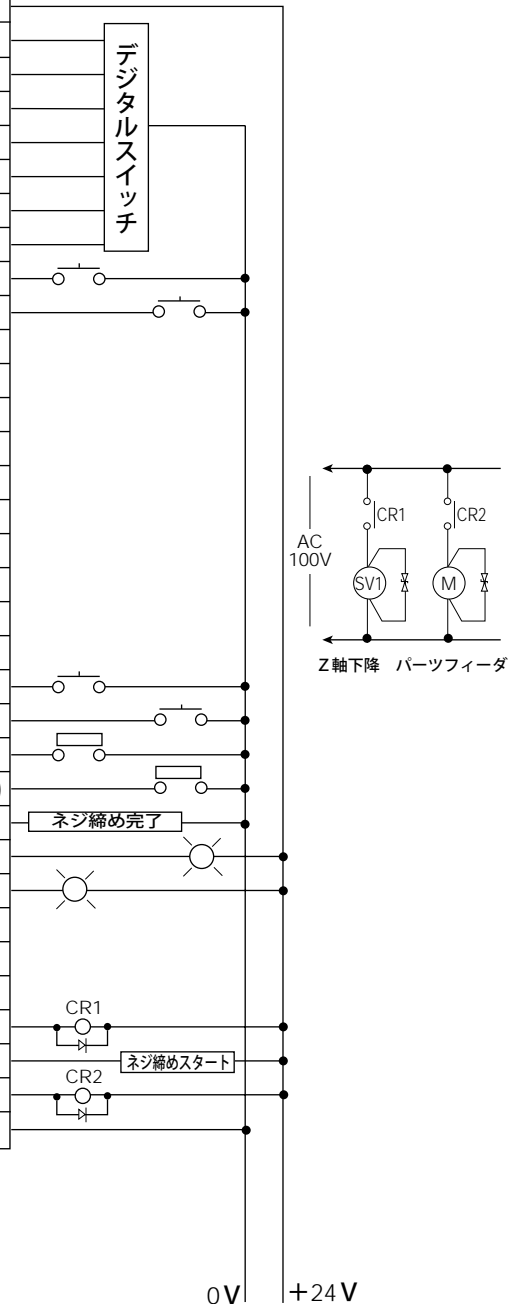 デジタルスイッチ
CR1
CR2
AC
100V
SV1
M
Z軸下降 パーツフィーダ
)
ネジ締め完了
CR1
ネジ締めスタート
CR2
0V
+24V